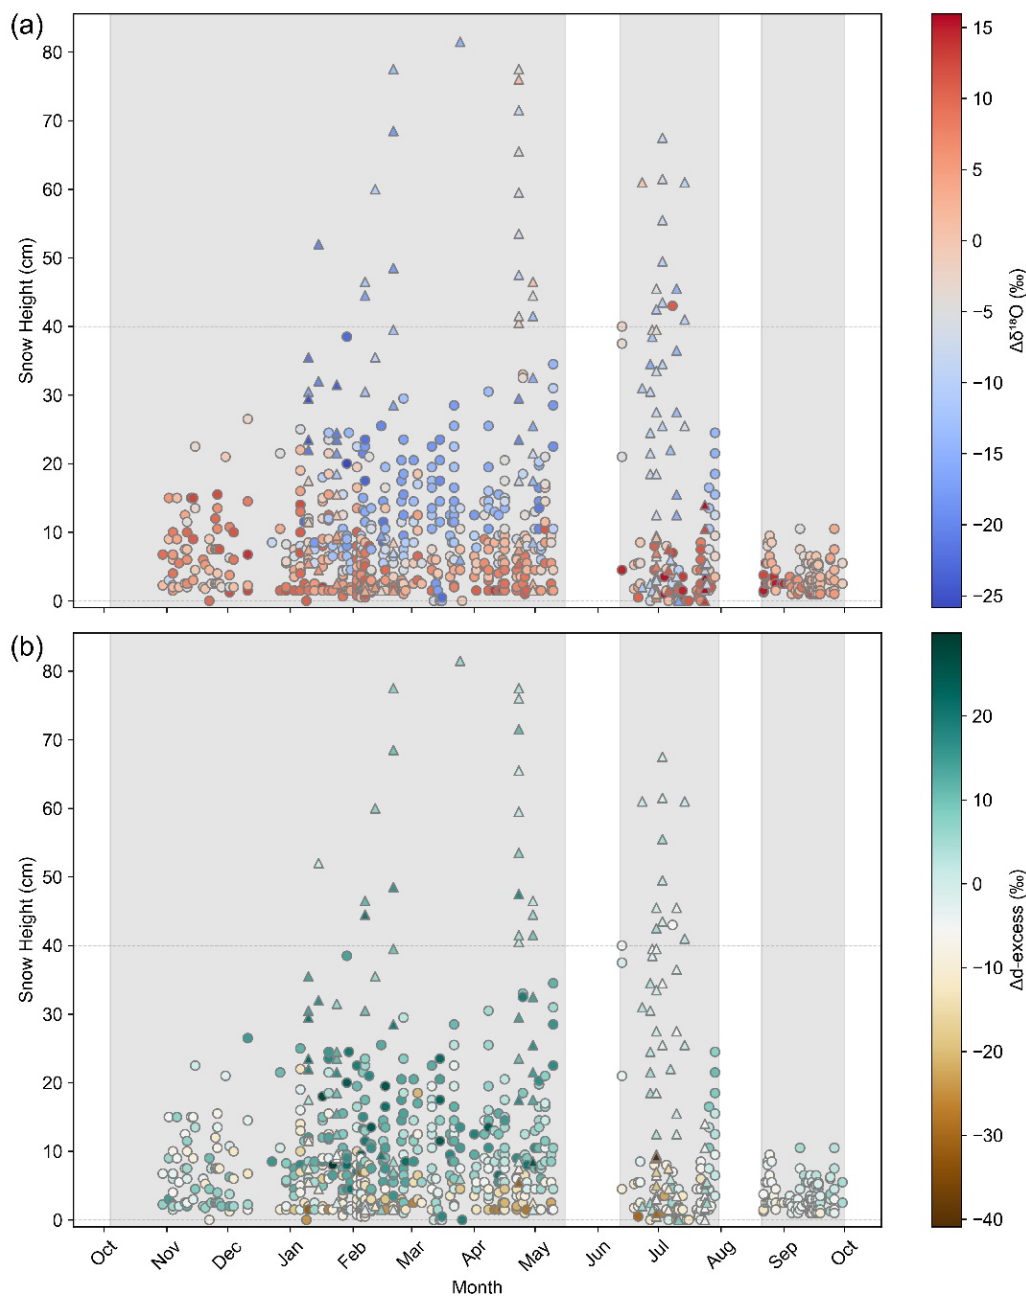 (a)
80
70
60
50
40
30
20
10
0
Snow Height (cm)
15
10
5
0
−5
−10
−15
−20
−25
Δδ¹⁸O (‰)
(b)
80
70
60
50
40
30
20
10
0
Snow Height (cm)
Oct
Nov
Dec
Jan
Feb
Mar
Apr
May
Jun
Jul
Aug
Sep
Oct
Month
20
10
0
−10
−20
−30
−40
Δd-excess (‰)